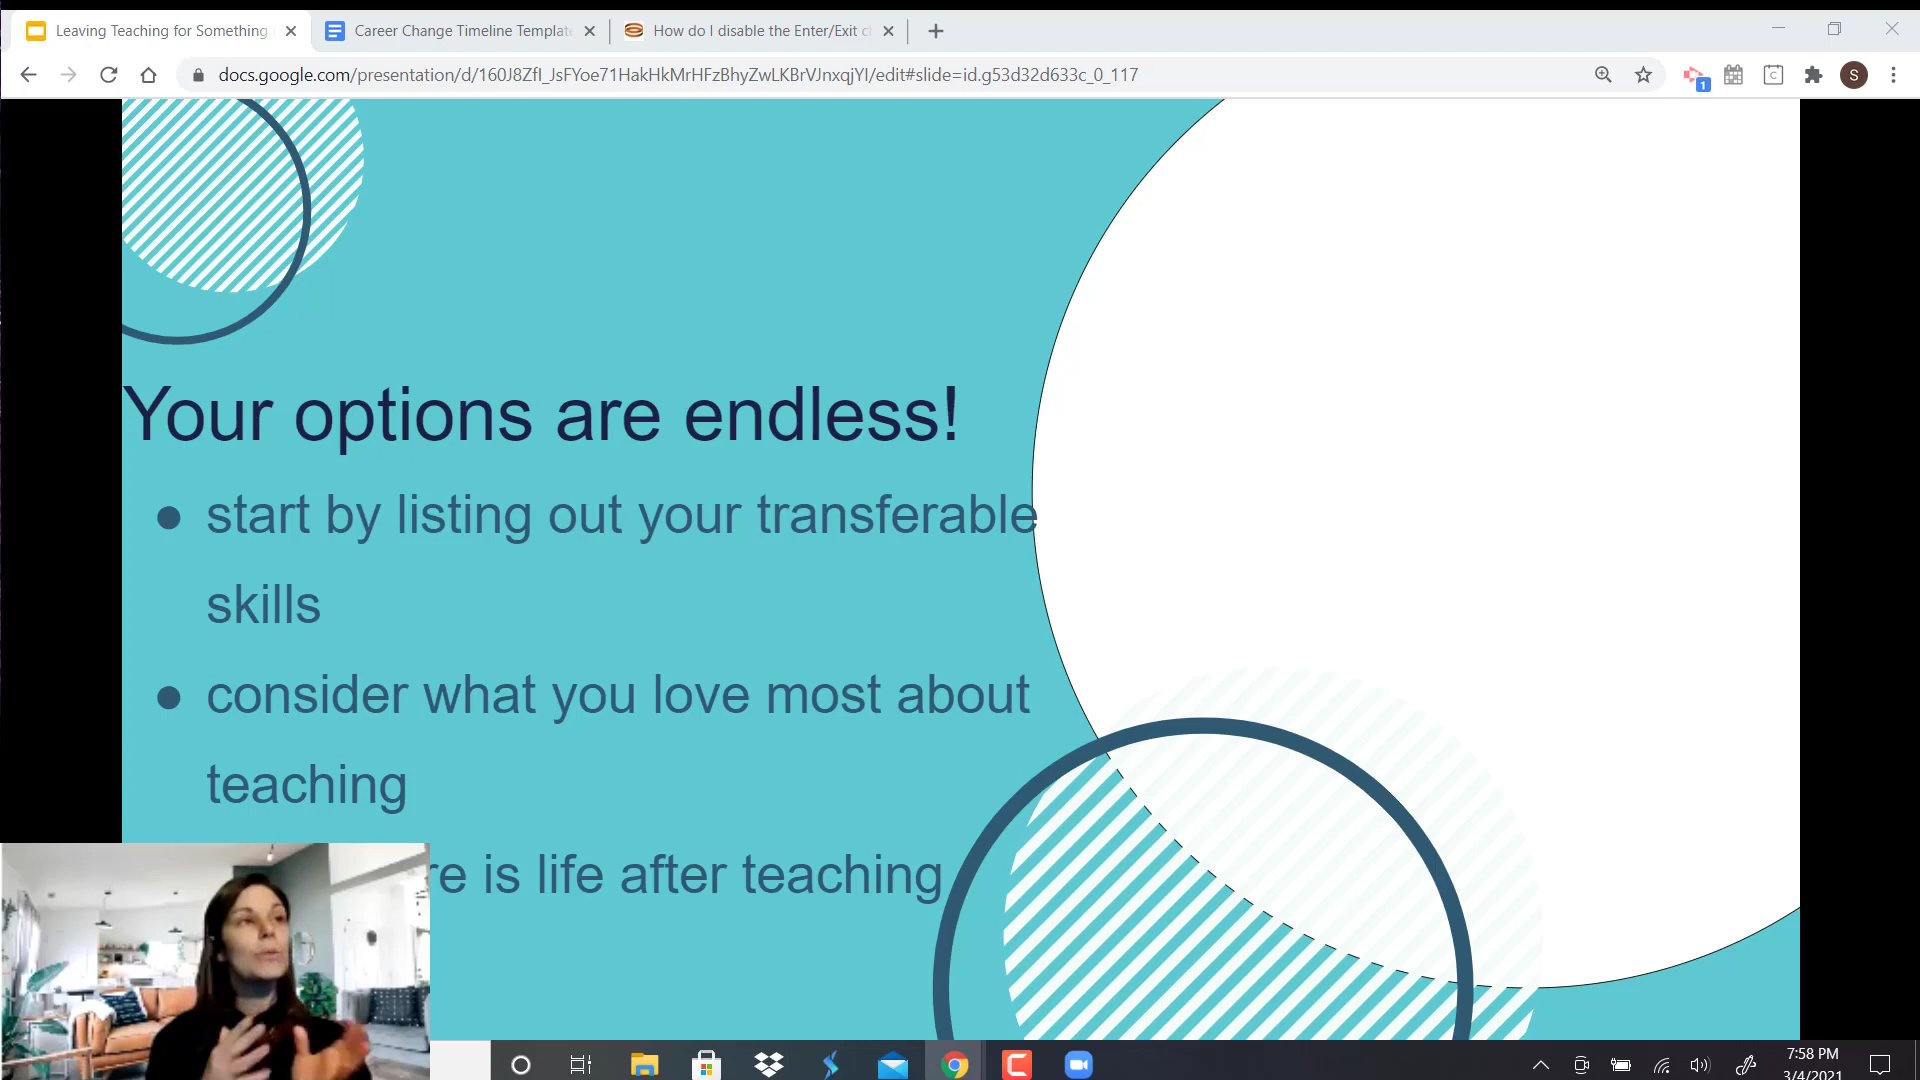 Leaving Teaching for Something
Career Change Timeline Templat
How do I disable the Enter/Exit c
docs.google.com/presentation/d/160J8ZfI_JsFYoe71HakHkMrHFzBhyZwLKBrVJnxqjYI/edit#slide=id.g53d32d633c_0_117
1
C
S
Your options are endless!
start by listing out your transferable
skills
consider what you love most about
teaching
re is life after teaching
7:58 PM
3/4/2021